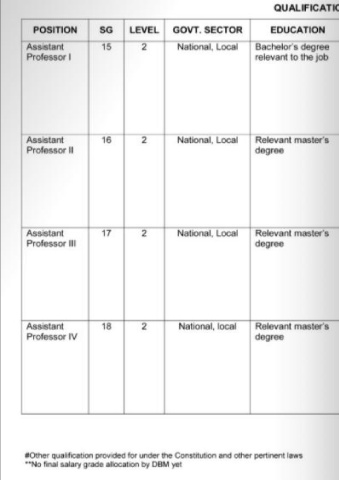 QUALIFICATIO
POSITION SG LEVEL GOVT. SECTOR EDUCATION
Assistant 15 2 National, Local Bachelor's degree
Professor I relevant to the job
Assistant 16 2 National, Local Relevant master's
Professor II degree
Assistant 17 2 National, Local Relevant master's
Professor III degree
Assistant 18 2 National, local Relevant master's
Professor IV degree
#Other qualification provided for under the Constitution and other pertinent laws
**No final salary grade allocation by DBM yet